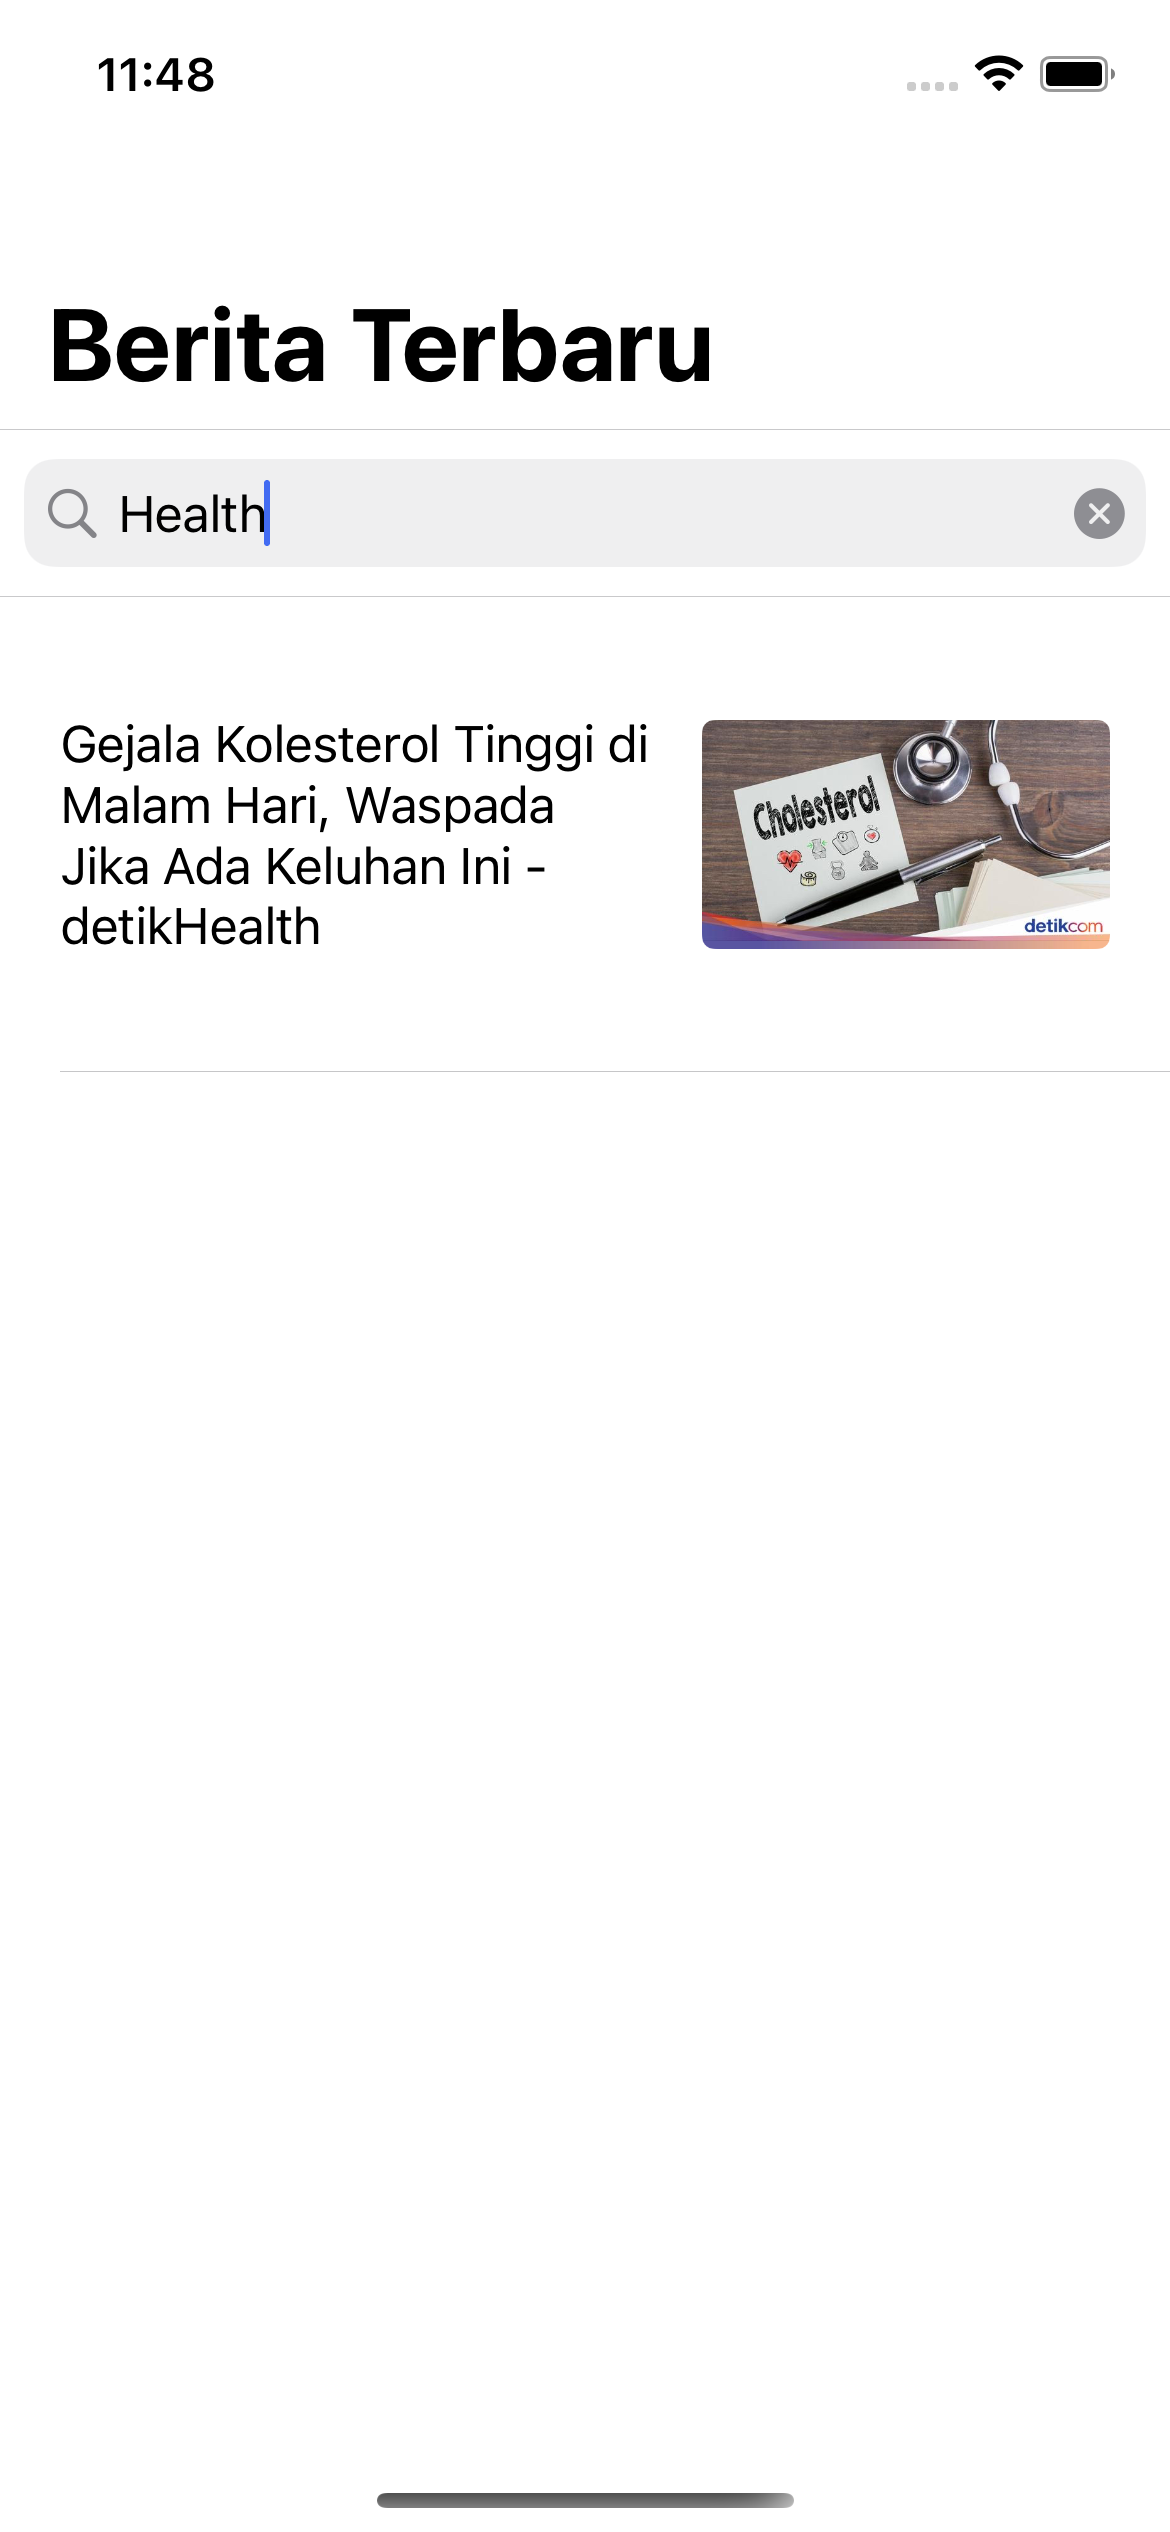 11:48
Berita Terbaru
Health
Gejala Kolesterol Tinggi di
Malam Hari, Waspada
Jika Ada Keluhan Ini -
detikHealth
Cholesterol
detikcom